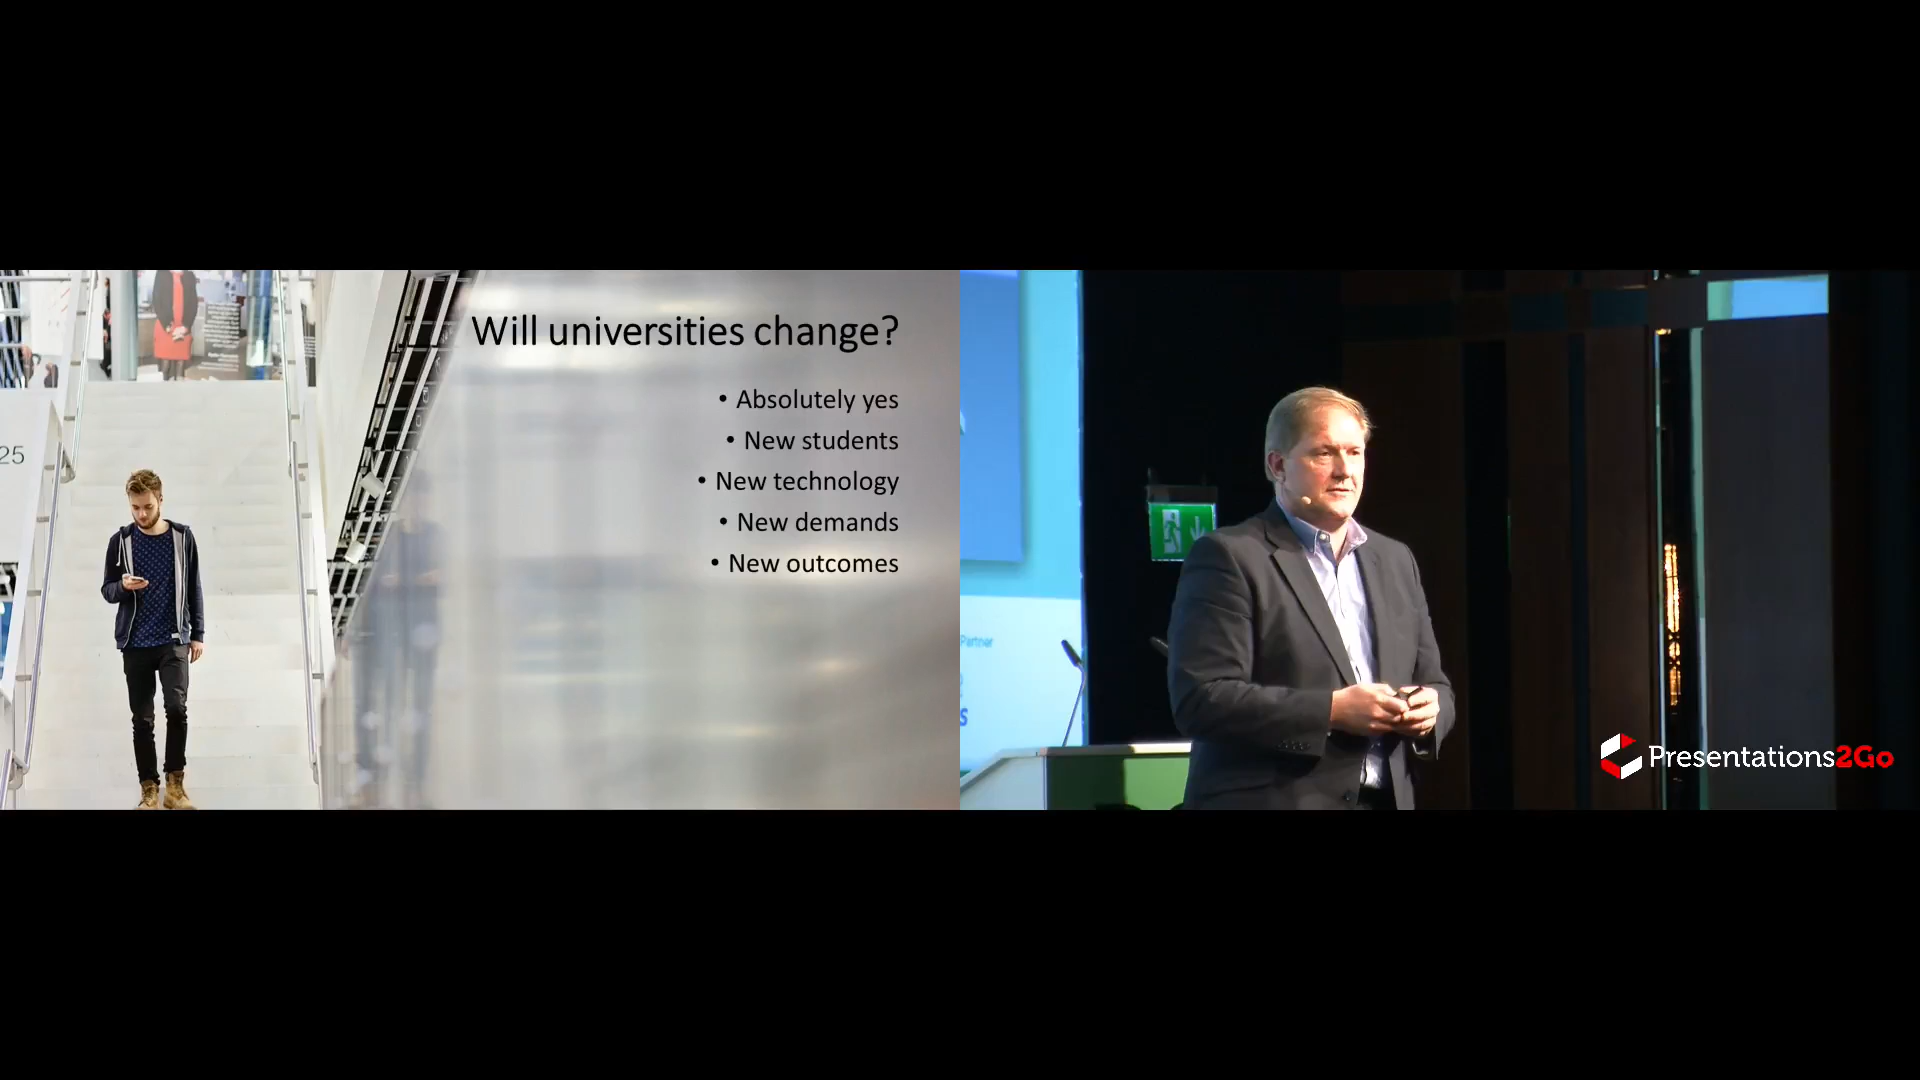 25
Will universities change?
• Absolutely yes
• New students
• New technology
• New demands
• New outcomes
Partner
Presentations2Go